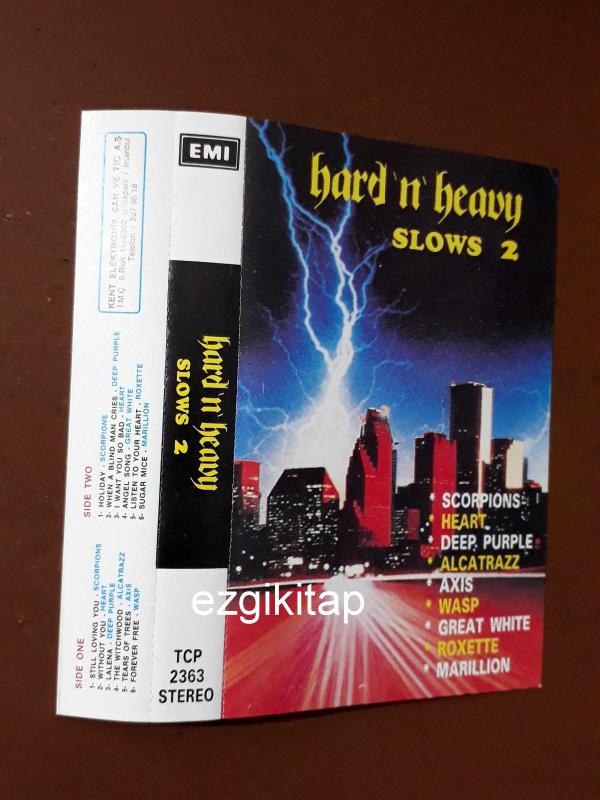 KENT ELEKTRONİK SAN VE TİC A.Ş
Telefon : 527 95 18
SIDE ONE
1- STILL LOVING YOU - SCORPIONS
2- WITHOUT YOU - HEART
3- LALENA - DEEP PURPLE
4- THE WITCHWOOD - ALCATRAZZ
5- TEARS OF TREES - AXIS
6- FOREVER FREE - WASP
SIDE TWO
1- HOLIDAY - SCORPIONS
2- WHEN A BLIND MAN CRIES - DEEP PURPLE
3- I WANT YOU SO BAD - HEART
4- ANGEL SONG - GREAT WHITE
5- LISTEN TO YOUR HEART - ROXETTE
6- SUGAR MICE - MARILLION
EMI
hard 'n' heavy
SLOWS 2
TCP
2363
STEREO
hard 'n' heavy
SLOWS 2
* SCORPIONS
* HEART
* DEEP PURPLE
* ALCATRAZZ
* AXIS
* WASP
* GREAT WHITE
* ROXETTE
* MARILLION
ezgikitap